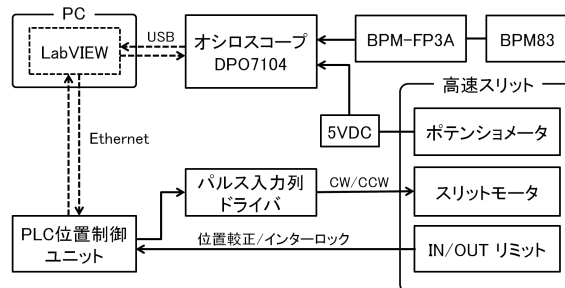 PC
LabVIEW
USB
オシロスコープ
DPO7104
BPM-FP3A
BPM83
高速スリット
5VDC
ポテンショメータ
Ethernet
パルス入力列
ドライバ
CW/CCW
スリットモータ
PLC位置制御
ユニット
位置較正/インターロック
IN/OUT リミット